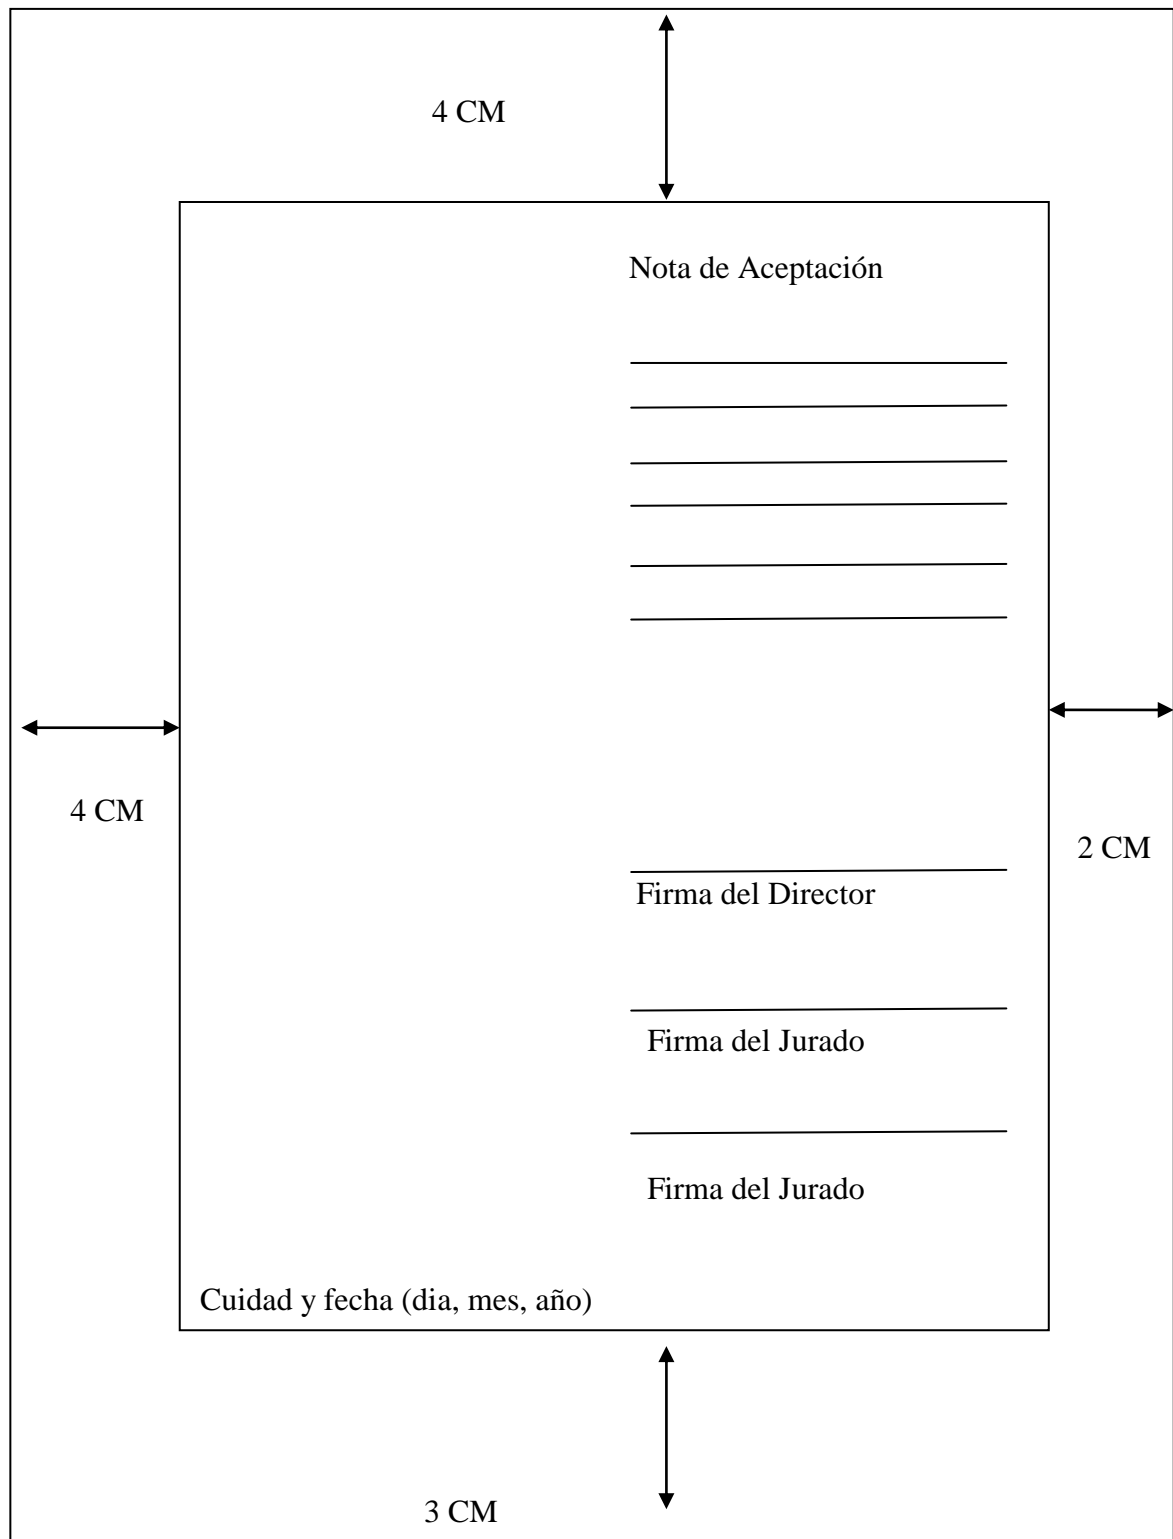 4 CM
Nota de Aceptación
4 CM
2 CM
Firma del Director
Firma del Jurado
Firma del Jurado
Cuidad y fecha (dia, mes, año)
3 CM